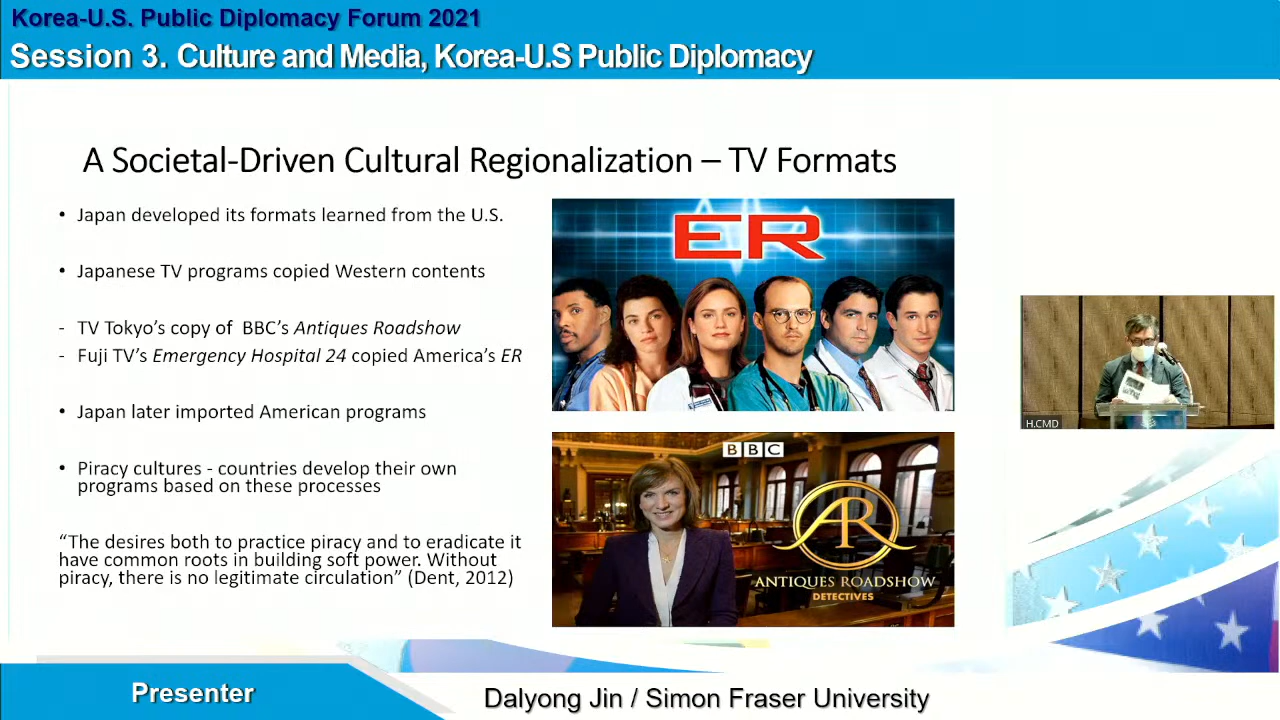 Korea-U.S. Public Diplomacy Forum 2021
Session 3. Culture and Media, Korea-U.S Public Diplomacy
A Societal-Driven Cultural Regionalization – TV Formats
• Japan developed its formats learned from the U.S.
• Japanese TV programs copied Western contents
- TV Tokyo’s copy of BBC’s Antiques Roadshow
- Fuji TV’s Emergency Hospital 24 copied America’s ER
• Japan later imported American programs
• Piracy cultures - countries develop their own
programs based on these processes
“The desires both to practice piracy and to eradicate it
have common roots in building soft power. Without
piracy, there is no legitimate circulation” (Dent, 2012)
ER
BBC
AR
ANTIQUES ROADSHOW
DETECTIVES
H.CMD
Presenter
Dalyong Jin / Simon Fraser University